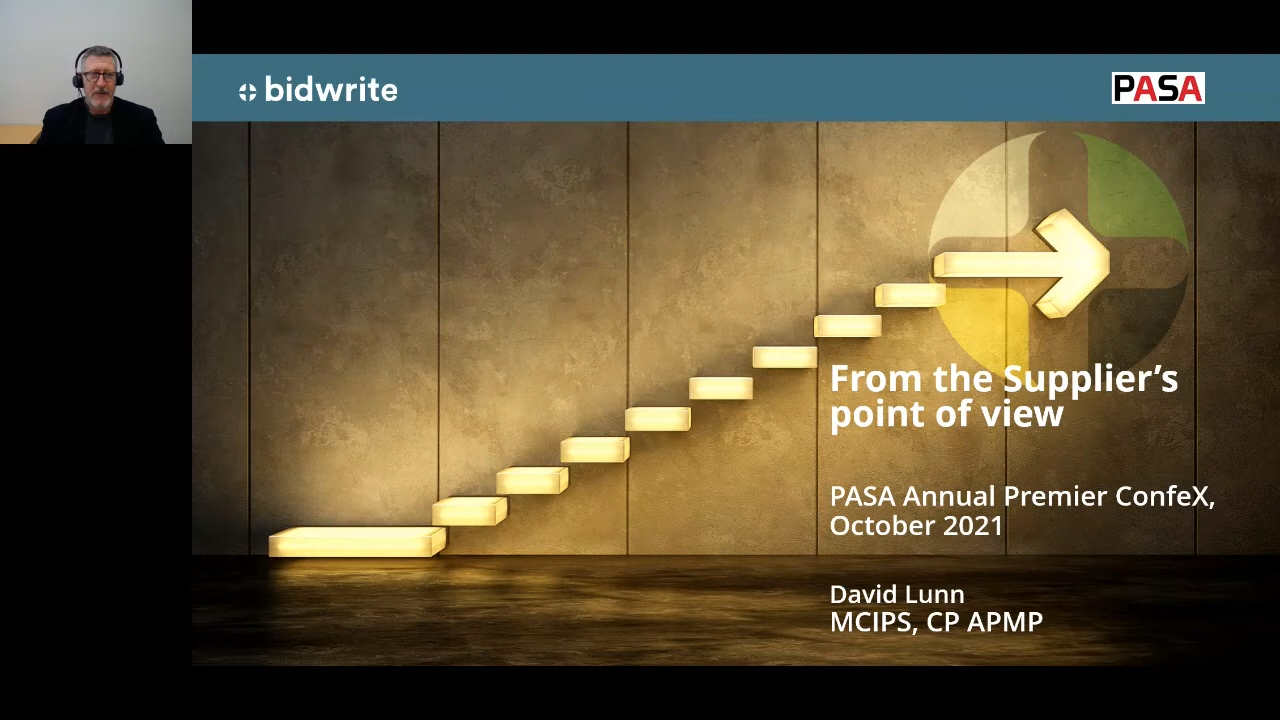 bidwrite
PASA
From the Supplier's
point of view
PASA Annual Premier ConfeX,
October 2021
David Lunn
MCIPS, CP APMP